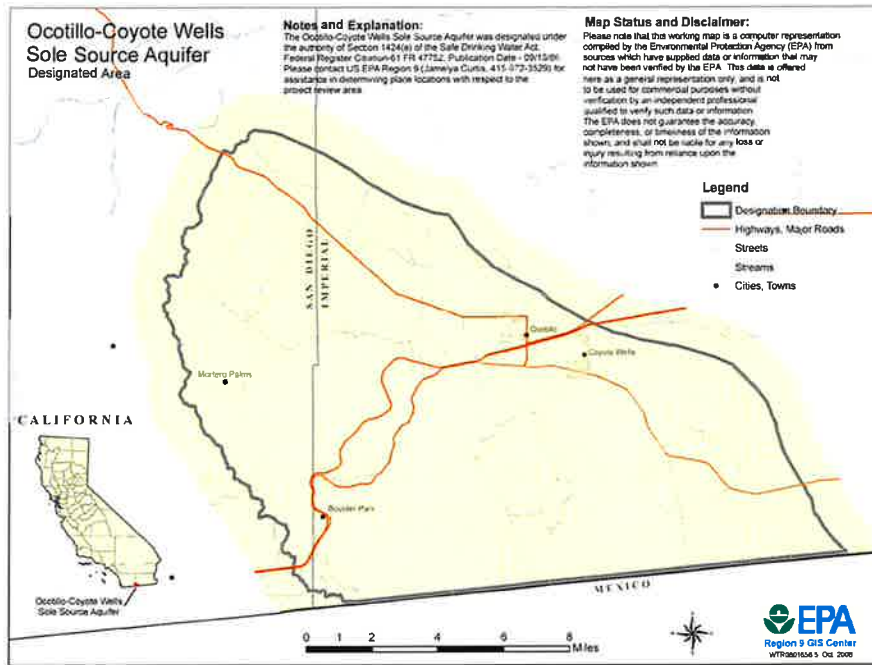 Ocotillo-Coyote Wells
Sole Source Aquifer
Designated Area
Notes and Explanation:
The Ocotillo-Coyote Wells Sole Source Aquifer was designated under
the authority of Section 1424(e) of the Safe Drinking Water Act.
Federal Register Citation-61 FR 47752, Publication Date -
Please contact US EPA Region 9 (Jamelya Curtis, 415-972-3529) for
assistance in determining place locations with respect to the
project review area
Map Status and Disclaimer:
Please note that this working map is a computer representation
compiled by the Environmental Protection Agency (EPA) from
sources which have supplied data or information that may
not have been verified by the EPA. This data is offered
here as a general representation only, and is not
to be used for commercial purposes without
verification by an independent professional
qualified to verify such data or information.
The EPA does not guarantee the accuracy,
completeness, or timeliness of the information
shown, and shall not be liable for any loss or
injury resulting from reliance upon the
information shown
Legend
Designation Boundary
Highways, Major Roads
Streets
Streams
Cities, Towns
SAN DIEGO
IMPERIAL
Ocotillo
Coyote Wells
Mortero Palms
Boulder Park
CALIFORNIA
Ocotillo-Coyote Wells
Sole Source Aquifer
MEXICO
0 1 2 4 6 8
Miles
EPA
Region 9 GIS Center
Oct. 2008